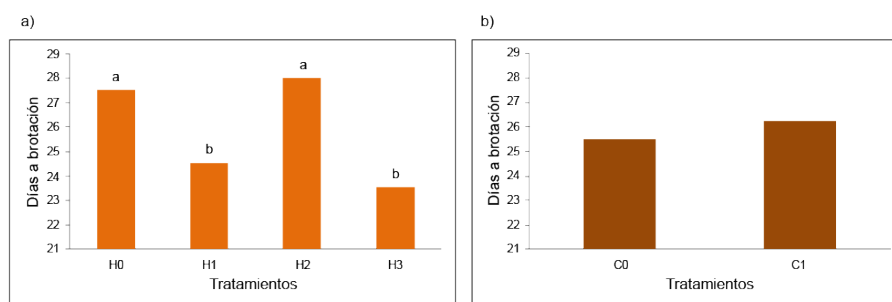 a)
29
28
27
26
25
24
23
22
21
Días a brotación
a
b
a
b
H0 H1 H2 H3
Tratamientos
b)
29
28
27
26
25
24
23
22
21
Días a brotación
C0 C1
Tratamientos